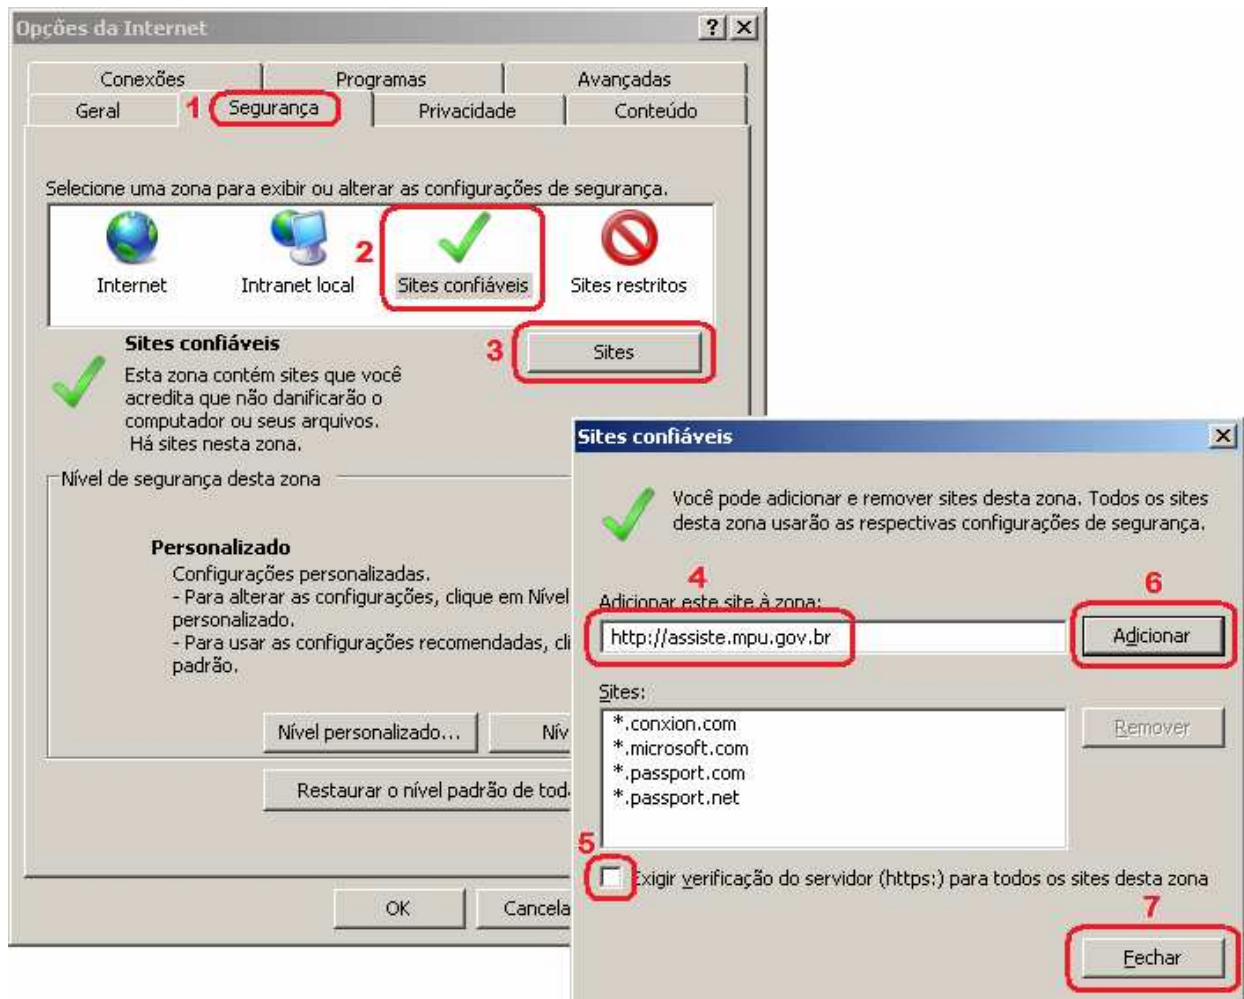 Opções da Internet
Conexões Programas Avançadas
1
Geral Segurança Privacidade Conteúdo
Selecione uma zona para exibir ou alterar as configurações de segurança.
2
Internet Intranet local Sites confiáveis Sites restritos
Sites confiáveis
3
Sites
Esta zona contém sites que você
acredita que não danificarão o
computador ou seus arquivos.
Há sites nesta zona.
Nível de segurança desta zona
Personalizado
Configurações personalizadas.
- Para alterar as configurações, clique em Nível
personalizado.
- Para usar as configurações recomendadas, cli
padrão.
Nível personalizado... Nív
Restaurar o nível padrão de tod
OK Cancela
Sites confiáveis
Você pode adicionar e remover sites desta zona. Todos os sites
desta zona usarão as respectivas configurações de segurança.
4
6
Adicionar este site à zona:
http://assiste.mpu.gov.br Adicionar
Sites:
*.conxion.com
Remover
*.microsoft.com
*.passport.com
*.passport.net
5
Exigir verificação do servidor (https:) para todos os sites desta zona
7
Fechar